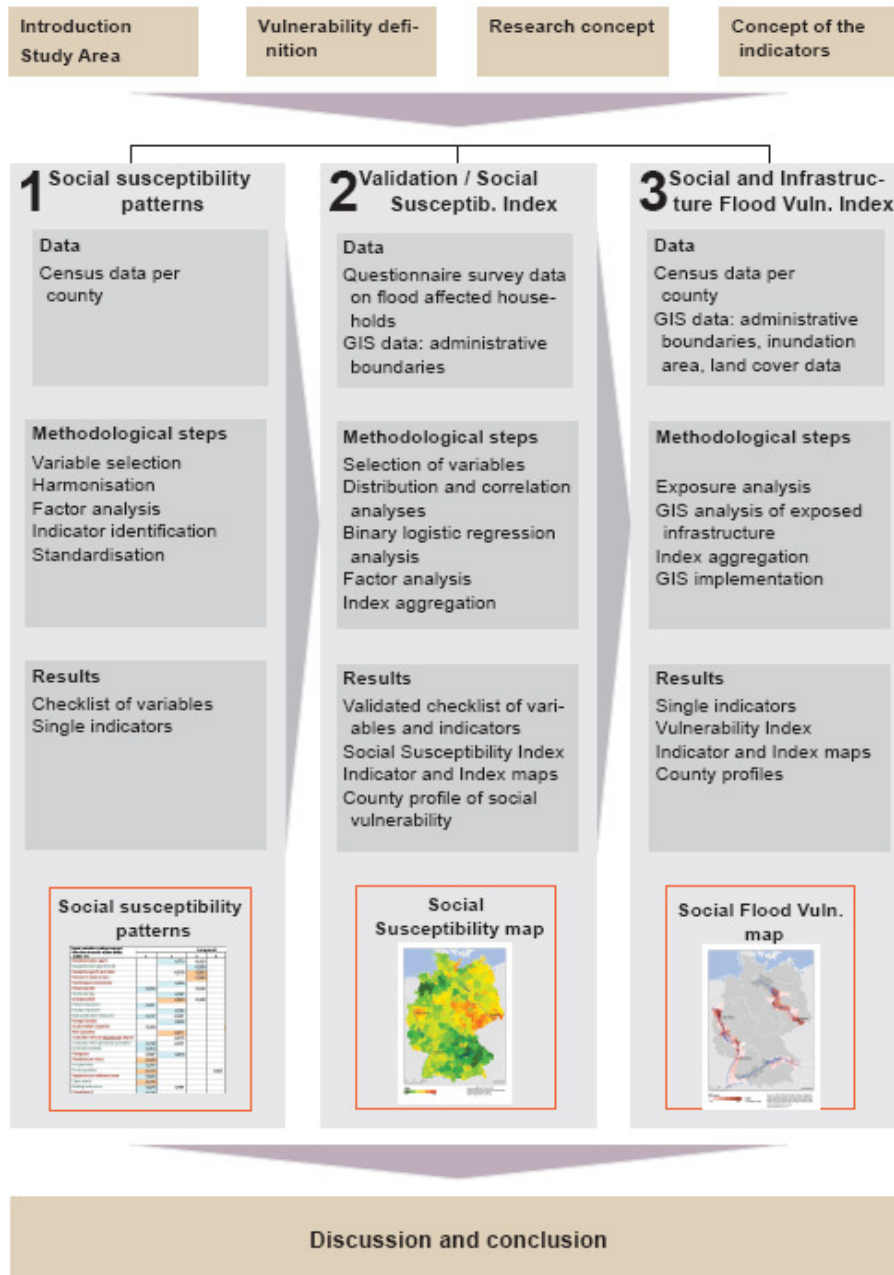 Introduction
Study Area
Vulnerability defi-
nition
Research concept
Concept of the
indicators
1 Social susceptibility
patterns
Data
Census data per
county
Methodological steps
Variable selection
Harmonisation
Factor analysis
Indicator identification
Standardisation
Results
Checklist of variables
Single indicators
Social susceptibility
patterns
2 Validation / Social
Susceptib. Index
Data
Questionnaire survey data
on flood affected house-
holds
GIS data: administrative
boundaries
Methodological steps
Selection of variables
Distribution and correlation
analyses
Binary logistic regression
analysis
Factor analysis
Index aggregation
Results
Validated checklist of vari-
ables and indicators
Social Susceptibility Index
Indicator and Index maps
County profile of social
vulnerability
Social
Susceptibility map
3 Social and Infrastruc-
ture Flood Vuln. Index
Data
Census data per
county
GIS data: administrative
boundaries, inundation
area, land cover data
Methodological steps
Exposure analysis
GIS analysis of exposed
infrastructure
Index aggregation
GIS implementation
Results
Single indicators
Vulnerability Index
Indicator and Index maps
County profiles
Social Flood Vuln.
map
Discussion and conclusion